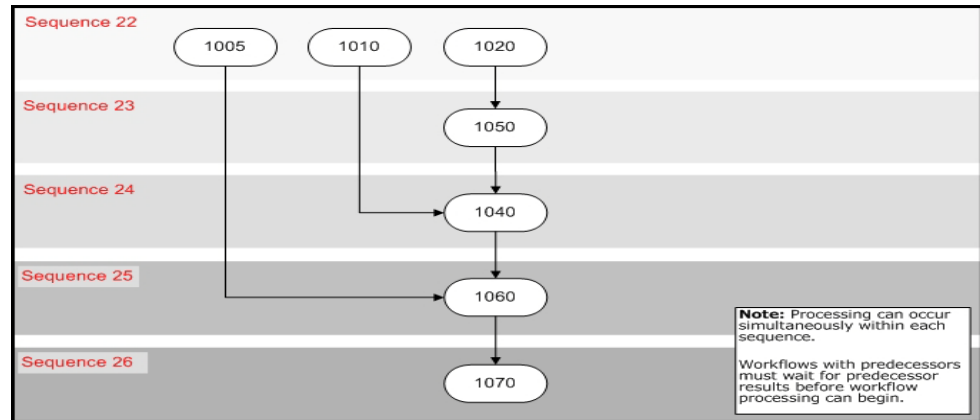 Sequence 22
1005
1010
1020
Sequence 23
1050
Sequence 24
1040
Sequence 25
1060
Sequence 26
1070
Note: Processing can occur
simultaneously within each
sequence.
Workflows with predecessors
must wait for predecessor
results before workflow
processing can begin.